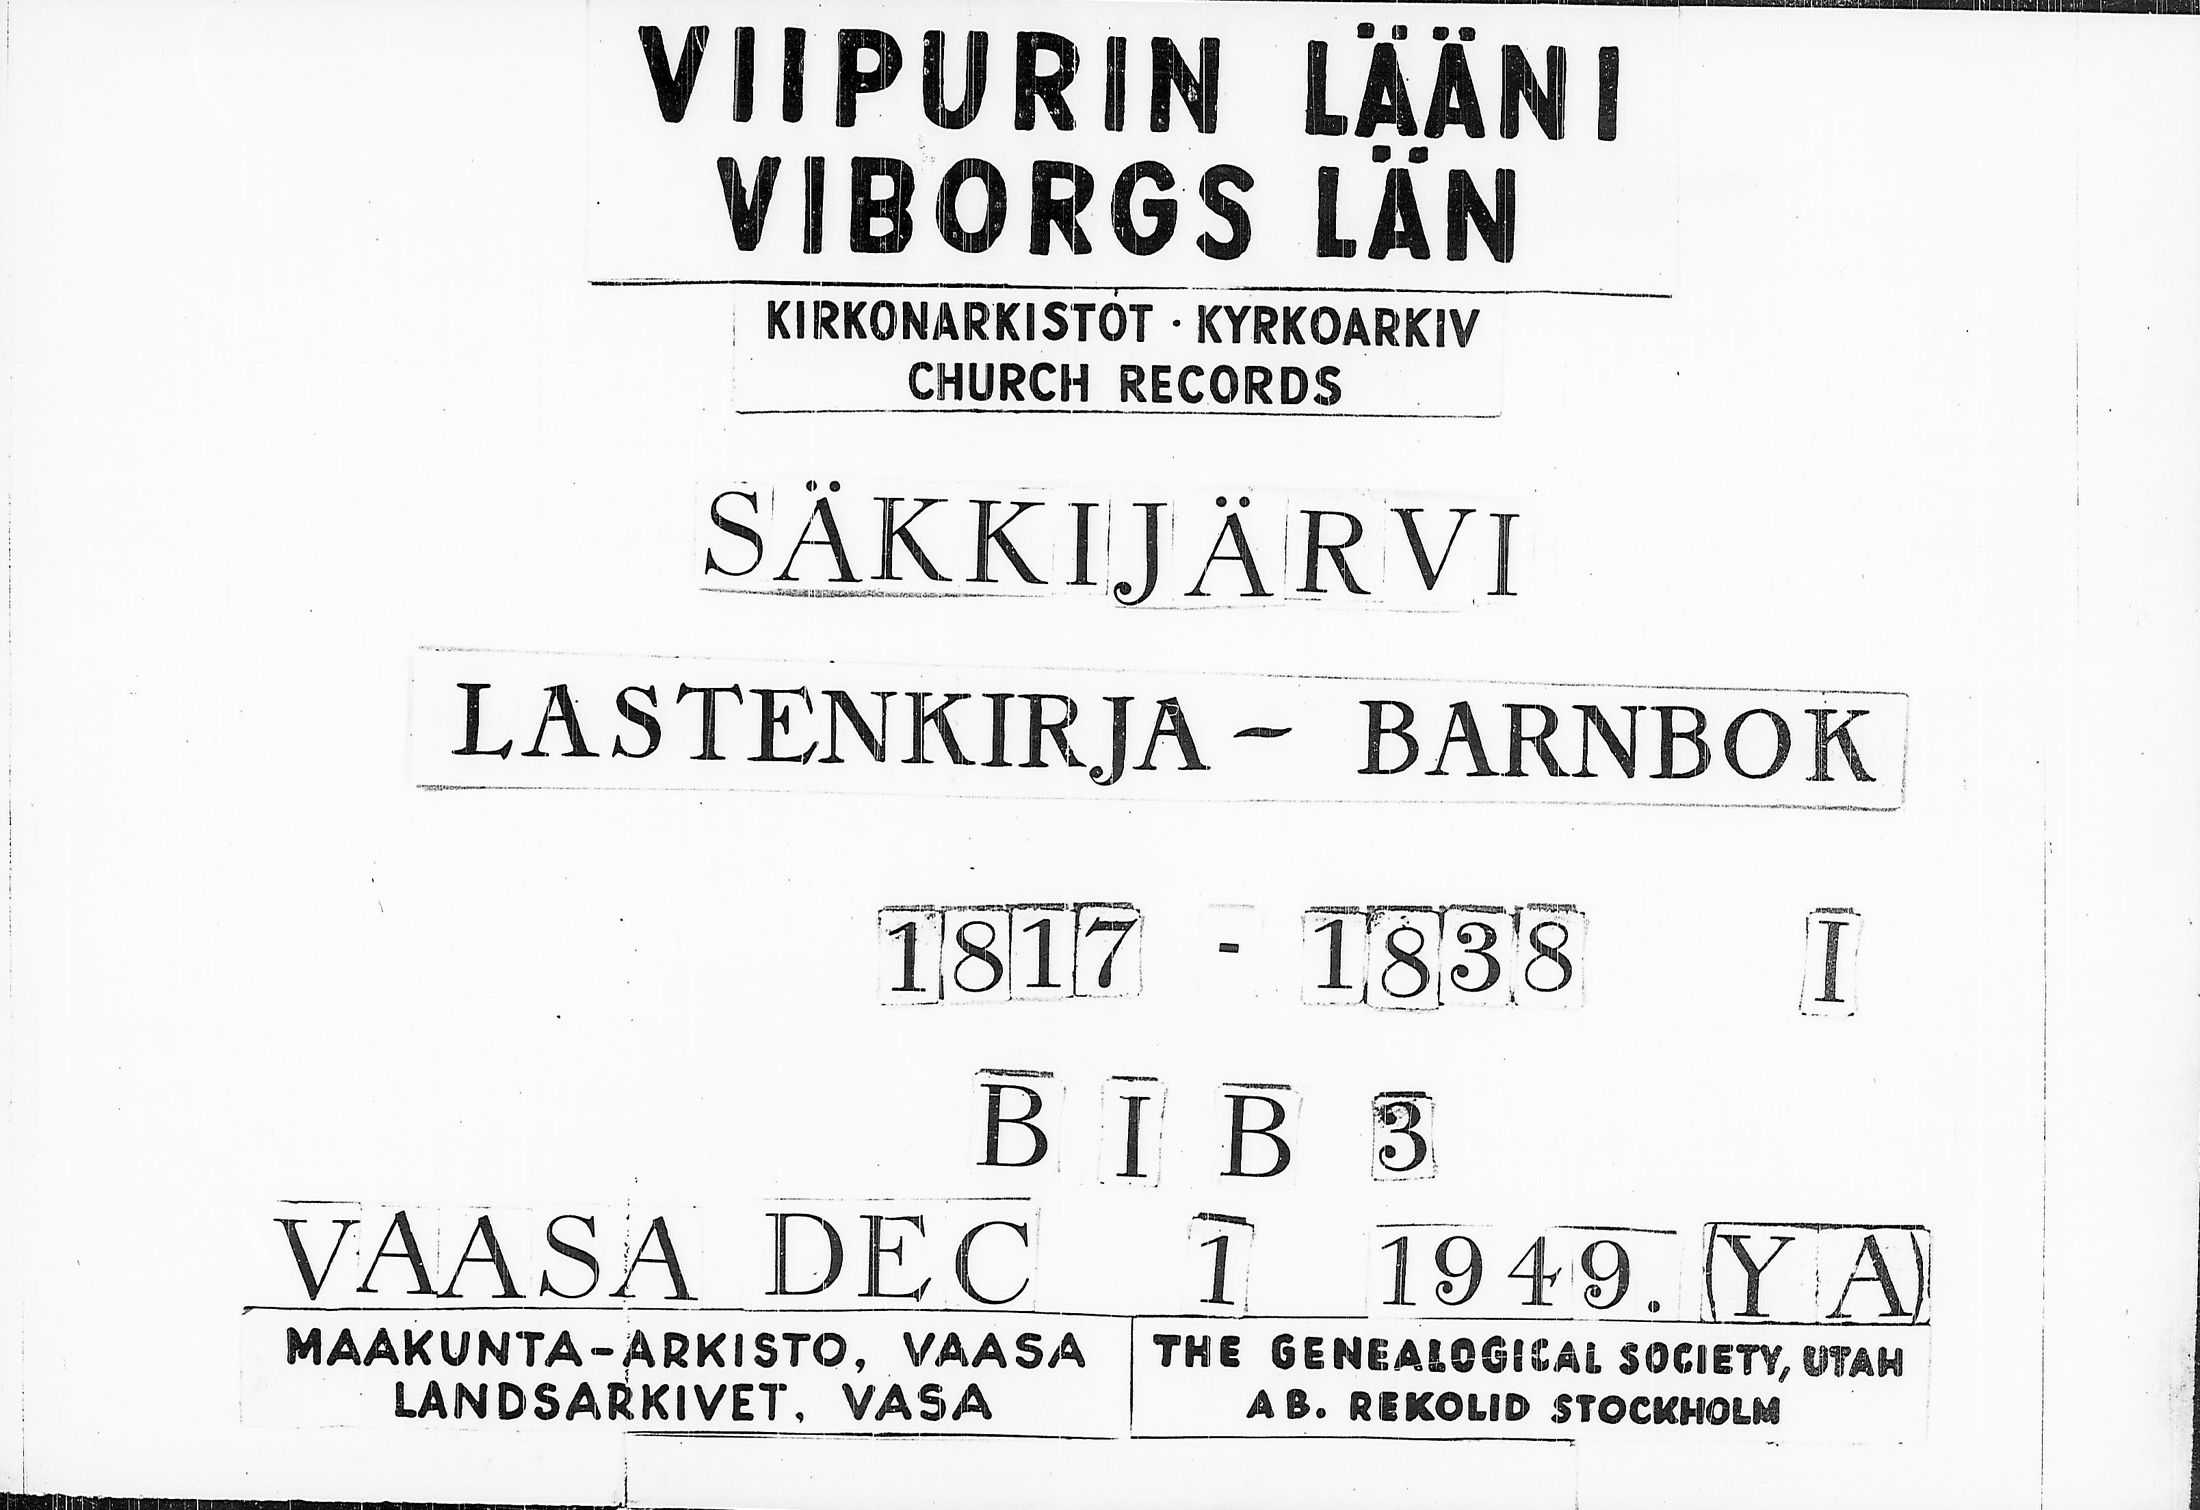 VIIPURIN LÄÄNI
VIBORGS LÄN
KIRKONARKISTOT · KYRKOARKIV
CHURCH RECORDS
SÄKKIJÄRVI
LASTENKIRJA – BARNBOK
1817 - 1838 I
B I B 3
VAASA DEC 1 1949. (Y A)
MAAKUNTA-ARKISTO, VAASA
LANDSARKIVET, VASA
THE GENEALOGICAL SOCIETY, UTAH
AB. REKOLID STOCKHOLM